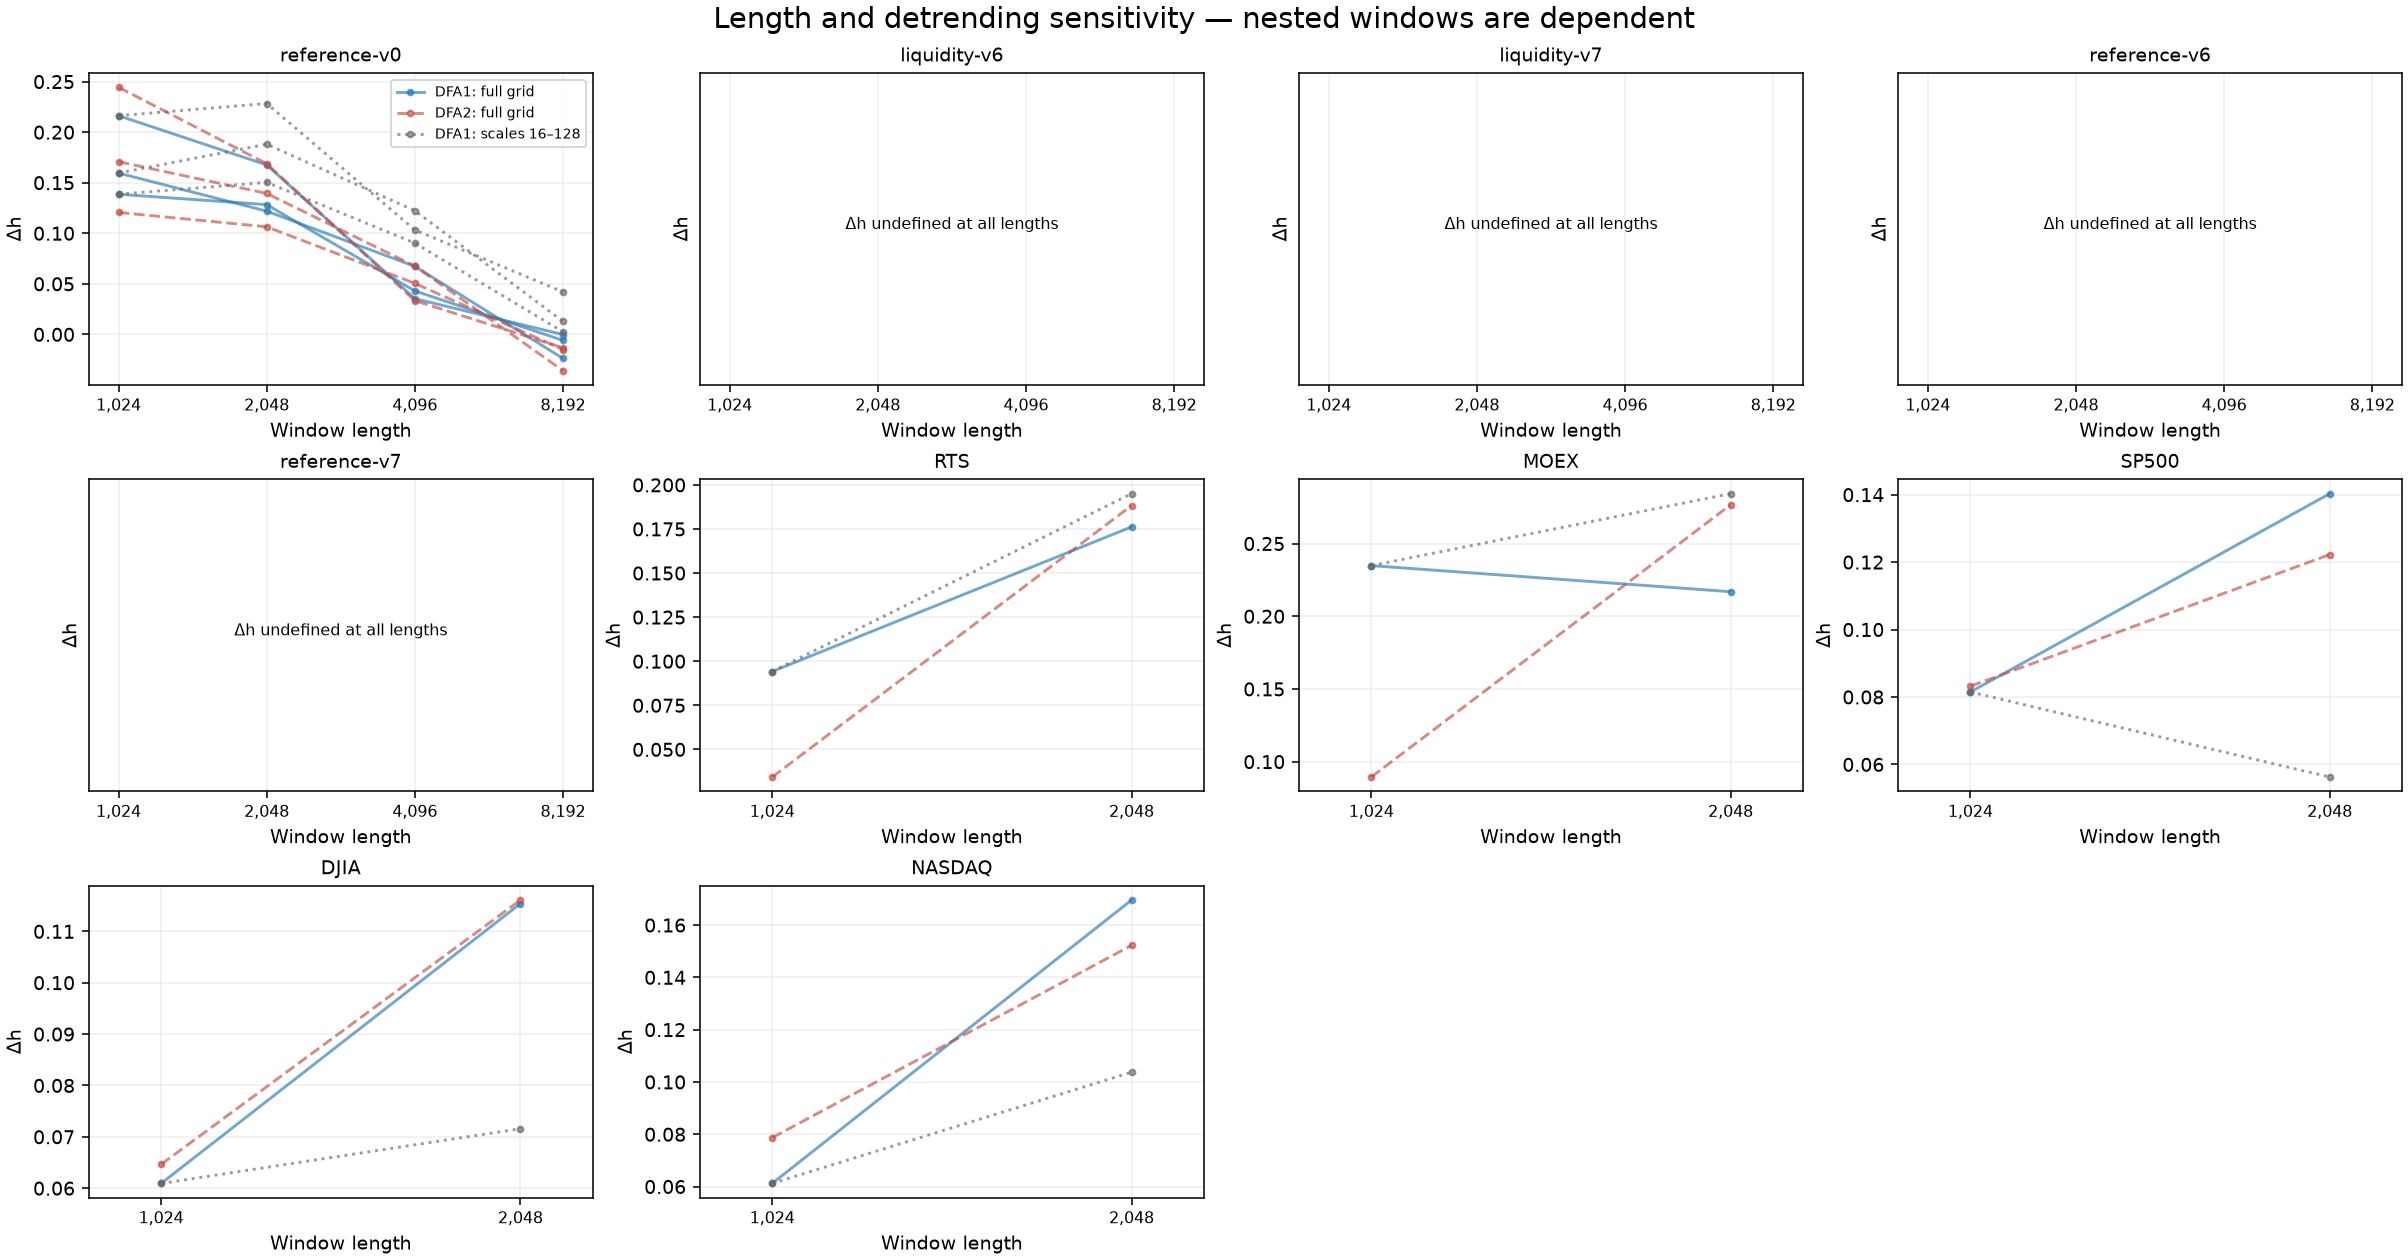 Length and detrending sensitivity — nested windows are dependent
reference-v0
0.25
0.20
0.15
0.10
0.05
0.00
Δh
DFA1: full grid
DFA2: full grid
DFA1: scales 16–128
1,024 2,048 4,096 8,192
Window length
liquidity-v6
Δh
Δh undefined at all lengths
1,024 2,048 4,096 8,192
Window length
liquidity-v7
Δh
Δh undefined at all lengths
1,024 2,048 4,096 8,192
Window length
reference-v6
Δh
Δh undefined at all lengths
1,024 2,048 4,096 8,192
Window length
reference-v7
Δh
Δh undefined at all lengths
1,024 2,048 4,096 8,192
Window length
RTS
0.200
0.175
0.150
0.125
0.100
0.075
0.050
Δh
1,024 2,048
Window length
MOEX
0.25
0.20
0.15
0.10
Δh
1,024 2,048
Window length
SP500
0.14
0.12
0.10
0.08
0.06
Δh
1,024 2,048
Window length
DJIA
0.11
0.10
0.09
0.08
0.07
0.06
Δh
1,024 2,048
Window length
NASDAQ
0.16
0.14
0.12
0.10
0.08
0.06
Δh
1,024 2,048
Window length